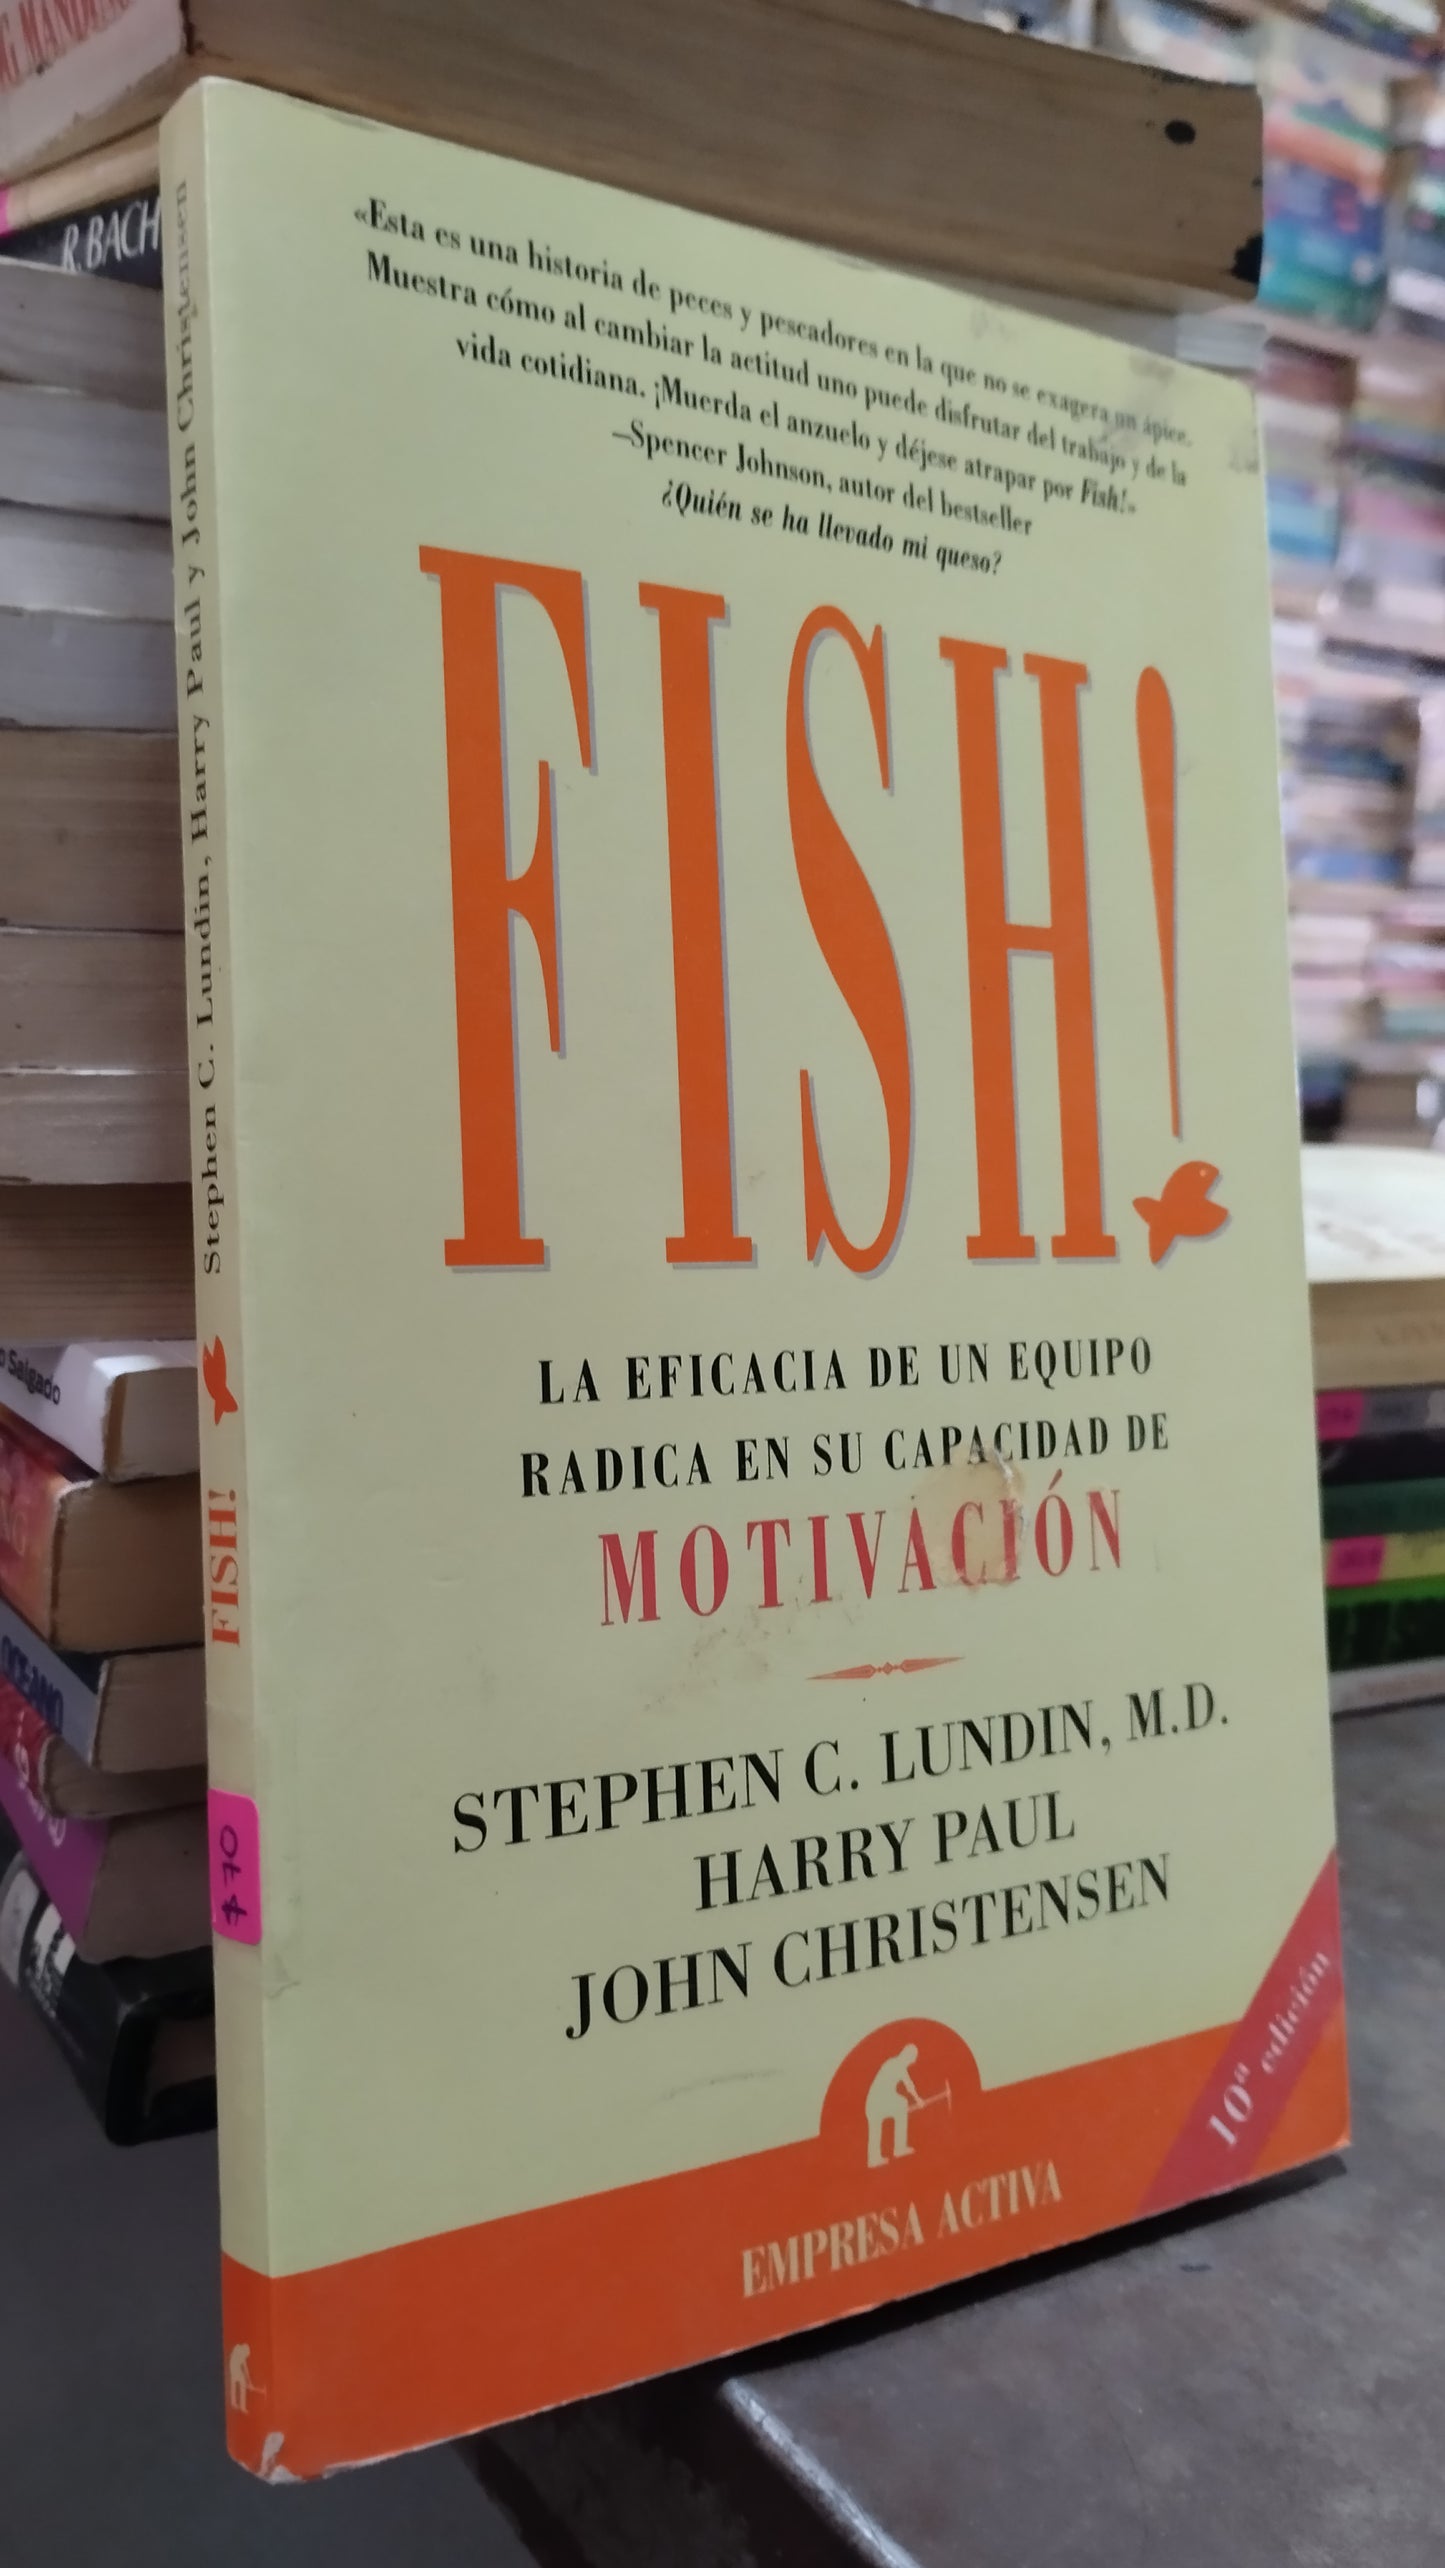 «Esta es una historia de peces y pescadores en la que no se exagera un ápice.
Muestra cómo al cambiar la actitud uno puede disfrutar del trabajo y de la
vida cotidiana. ¡Muerda el anzuelo y déjese atrapar por Fish!»
—Spencer Johnson, autor del bestseller
¿Quién se ha llevado mi queso?
FISH!
LA EFICACIA DE UN EQUIPO
RADICA EN SU CAPACIDAD DE
MOTIVACIÓN
STEPHEN C. LUNDIN, M.D.
HARRY PAUL
JOHN CHRISTENSEN
10ª edición
EMPRESA ACTIVA
Stephen C. Lundin, Harry Paul y John Christensen
FISH!
$70
R. BACH
o Salgado
OCEANO